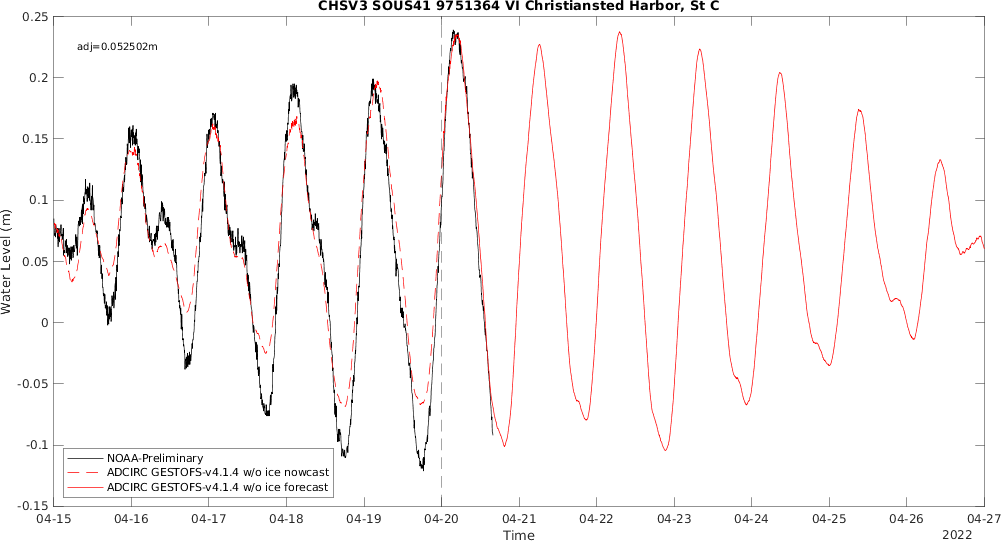 CHSV3 SOUS41 9751364 VI Christiansted Harbor, St C
adj=0.052502m
0.25
0.2
0.15
0.1
0.05
0
-0.05
-0.1
-0.15
Water Level (m)
NOAA-Preliminary
ADCIRC GESTOFS-v4.1.4 w/o ice nowcast
ADCIRC GESTOFS-v4.1.4 w/o ice forecast
04-15 04-16 04-17 04-18 04-19 04-20 04-21 04-22 04-23 04-24 04-25 04-26 04-27
Time
2022